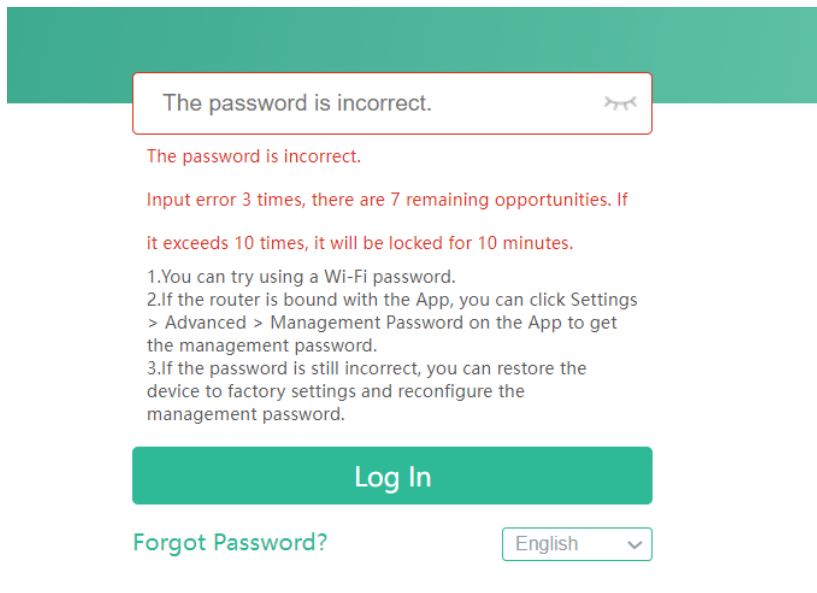 The password is incorrect.
The password is incorrect.
Input error 3 times, there are 7 remaining opportunities. If
it exceeds 10 times, it will be locked for 10 minutes.
1.You can try using a Wi-Fi password.
2.If the router is bound with the App, you can click Settings
> Advanced > Management Password on the App to get
the management password.
3.If the password is still incorrect, you can restore the
device to factory settings and reconfigure the
management password.
Log In
Forgot Password?
English